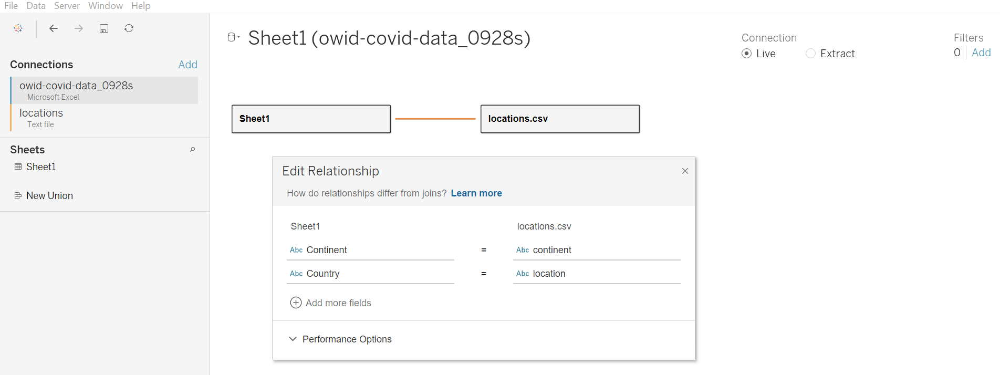 File Data Server Window Help
Connections Add
owid-covid-data_0928s
Microsoft Excel
locations
Text file
Sheets
Sheet1
New Union
Sheet1 (owid-covid-data_0928s)
Connection
Live Extract
Filters
0 Add
Sheet1 locations.csv
Edit Relationship
How do relationships differ from joins? Learn more
Sheet1 locations.csv
Abc Continent = Abc continent
Abc Country = Abc location
Add more fields
Performance Options